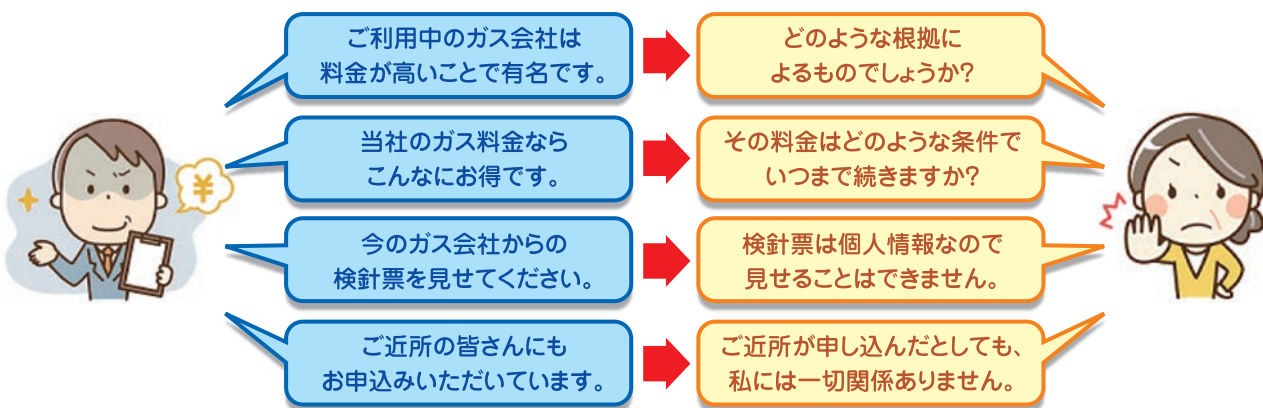 ご利用中のガス会社は
料金が高いことで有名です。
どのような根拠に
よるものでしょうか?
当社のガス料金なら
こんなにお得です。
その料金はどのような条件で
いつまで続きますか?
¥
今のガス会社からの
検針票を見せてください。
検針票は個人情報なので
見せることはできません。
ご近所の皆さんにも
お申込みいただいています。
ご近所が申し込んだとしても、
私には一切関係ありません。